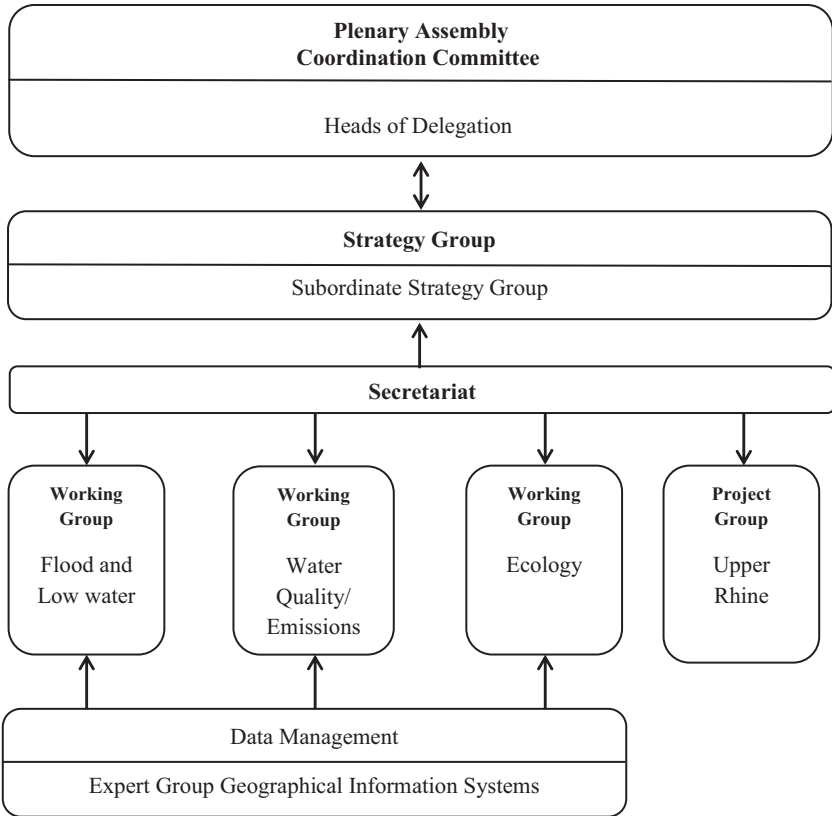 Plenary Assembly
Coordination Committee
Heads of Delegation
Strategy Group
Subordinate Strategy Group
Secretariat
Working
Group
Flood and
Low water
Working
Group
Water
Quality/
Emissions
Working
Group
Ecology
Project
Group
Upper
Rhine
Data Management
Expert Group Geographical Information Systems